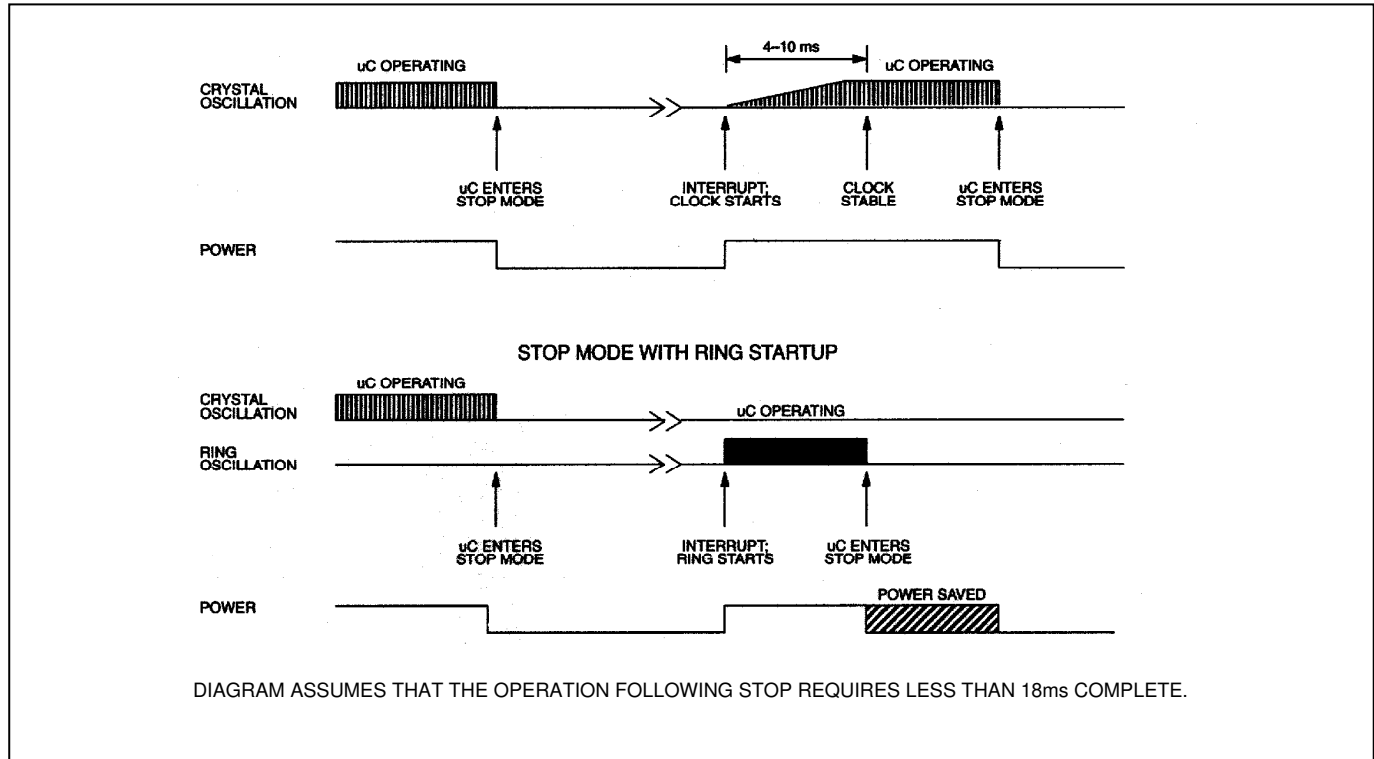 4–10 ms
uC OPERATING
uC OPERATING
CRYSTAL
OSCILLATION
uC ENTERS
STOP MODE
INTERRUPT;
CLOCK STARTS
CLOCK
STABLE
uC ENTERS
STOP MODE
POWER
STOP MODE WITH RING STARTUP
uC OPERATING
CRYSTAL
OSCILLATION
uC OPERATING
RING
OSCILLATION
uC ENTERS
STOP MODE
INTERRUPT;
RING STARTS
uC ENTERS
STOP MODE
POWER SAVED
POWER
DIAGRAM ASSUMES THAT THE OPERATION FOLLOWING STOP REQUIRES LESS THAN 18ms COMPLETE.